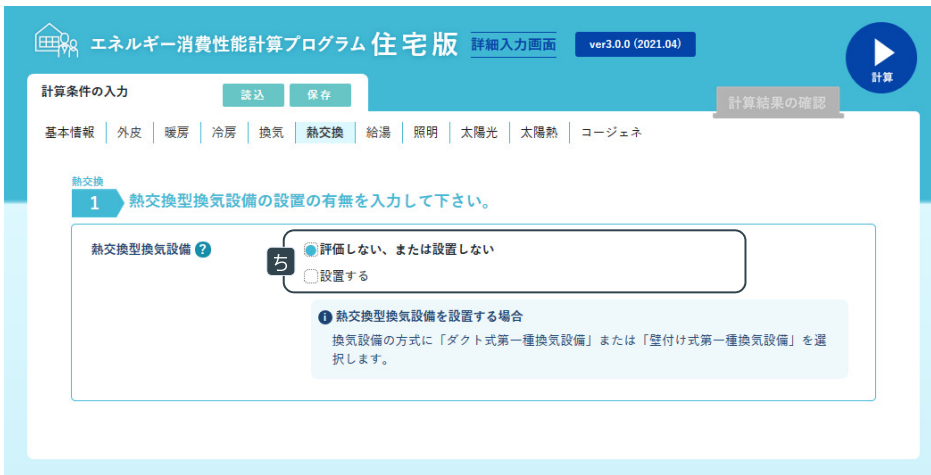 エネルギー消費性能計算プログラム 住宅版 詳細入力画面 ver3.0.0 (2021.04)
計算
計算条件の入力 読込 保存
計算結果の確認
基本情報 外皮 暖房 冷房 換気 熱交換 給湯 照明 太陽光 太陽熱 コージェネ
熱交換
1 熱交換型換気設備の設置の有無を入力して下さい。
熱交換型換気設備 ?
ち
評価しない、または設置しない
設置する
i 熱交換型換気設備を設置する場合
換気設備の方式に「ダクト式第一種換気設備」または「壁付け式第一種換気設備」を選
択します。